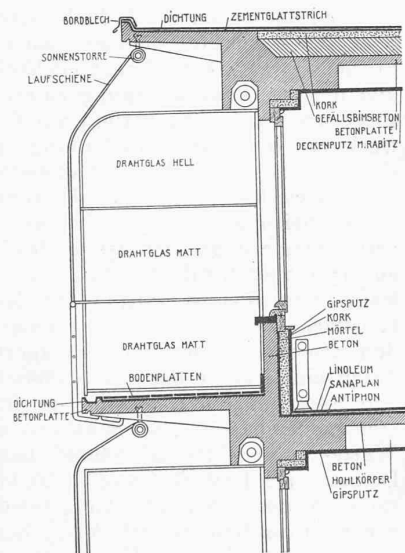 BORDBLECH
DICHTUNG
ZEMENTGLATTSTRICH
SONNENSTORRE
LAUFSCHIENE
KORK
GEFÄLLSBIMSBETON
BETONPLATTE
DECKENPUTZ M.RABITZ
DRAHTGLAS HELL
DRAHTGLAS MATT
DRAHTGLAS MATT
GIPSPUTZ
KORK
MÖRTEL
BETON
BODENPLATTEN
LINOLEUM
SANAPLAN
ANTIPHON
DICHTUNG
BETONPLATTE
BETON
HOHLKÖRPER
GIPSPUTZ